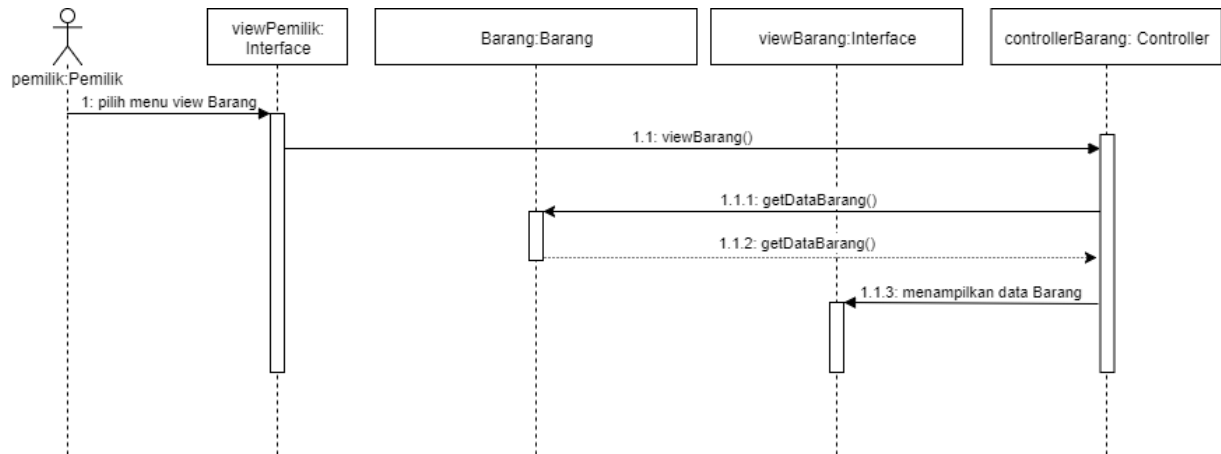 viewPemilik:
Interface
Barang:Barang
viewBarang:Interface
controllerBarang: Controller
pemilik:Pemilik
1: pilih menu view Barang
1.1: viewBarang()
1.1.1: getDataBarang()
1.1.2: getDataBarang()
1.1.3: menampilkan data Barang